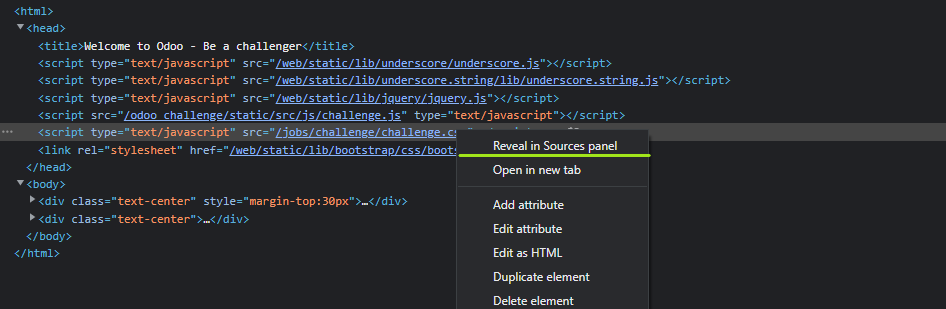 <html>
<head>
<title>Welcome to Odoo - Be a challenger</title>
<script type="text/javascript" src="/web/static/lib/underscore/underscore.js"></script>
<script type="text/javascript" src="/web/static/lib/underscore.string/lib/underscore.string.js"></script>
<script type="text/javascript" src="/web/static/lib/jquery/jquery.js"></script>
<script src="/odoo_challenge/static/src/js/challenge.js" type="text/javascript"></script>
<script type="text/javascript" src="/jobs/challenge/challenge.cs
<link rel="stylesheet" href="/web/static/lib/bootstrap/css/boots
</head>
<body>
<div class="text-center" style="margin-top:30px">…</div>
<div class="text-center">…</div>
</body>
</html>
Reveal in Sources panel
Open in new tab
Add attribute
Edit attribute
Edit as HTML
Duplicate element
Delete element